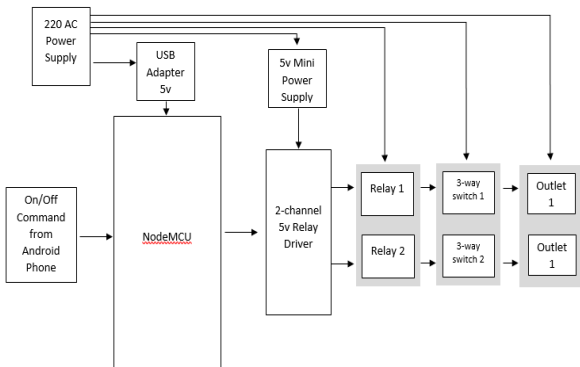 220 AC
Power
Supply
USB
Adapter
5v
5v Mini
Power
Supply
On/Off
Command
from
Android
Phone
NodeMCU
2-channel
5v Relay
Driver
Relay 1
3-way
switch 1
Outlet
1
Relay 2
3-way
switch 2
Outlet
1